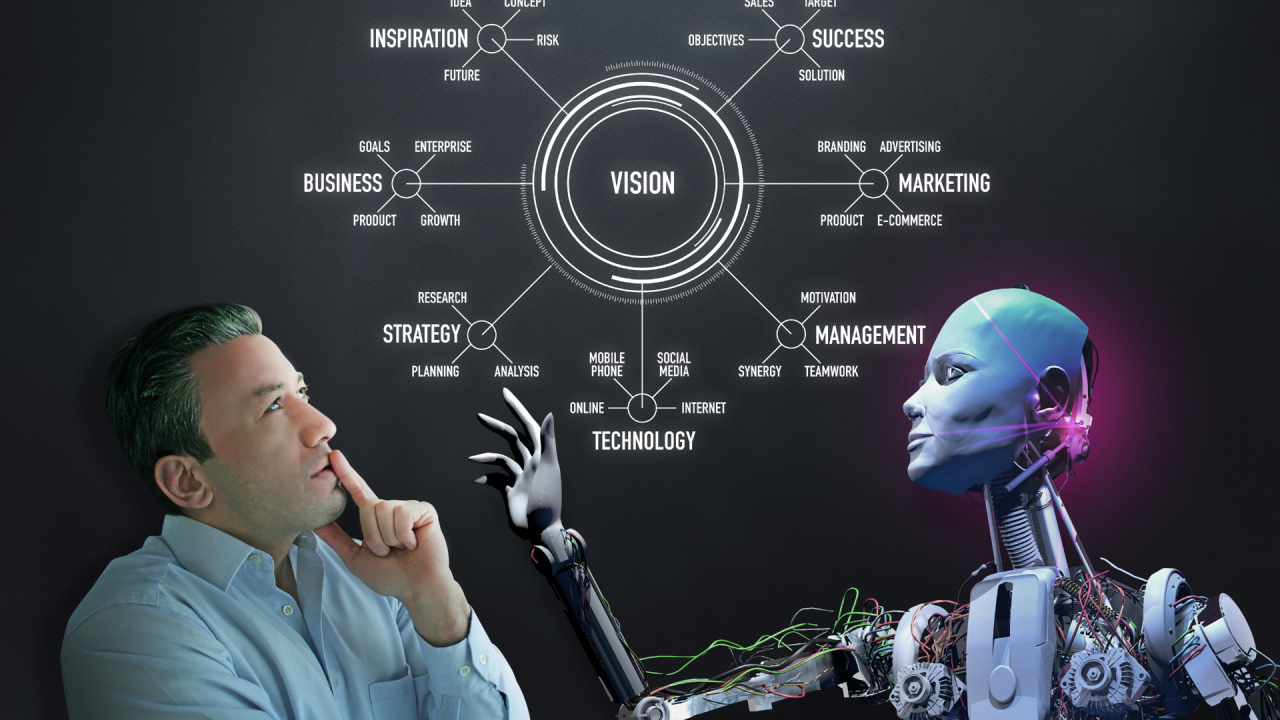 IDEA CONCEPT
INSPIRATION
RISK
FUTURE
SALES TARGET
OBJECTIVES
SUCCESS
SOLUTION
GOALS ENTERPRISE
BUSINESS
PRODUCT GROWTH
VISION
BRANDING ADVERTISING
MARKETING
PRODUCT E-COMMERCE
RESEARCH
STRATEGY
PLANNING ANALYSIS
MOTIVATION
MANAGEMENT
SYNERGY TEAMWORK
MOBILE
PHONE
SOCIAL
MEDIA
ONLINE
INTERNET
TECHNOLOGY